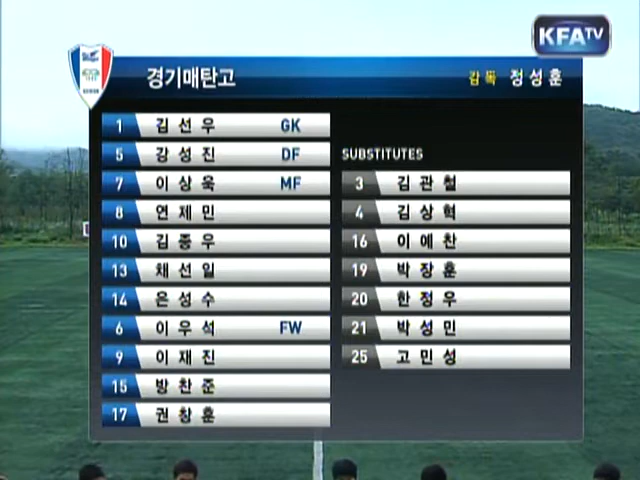 KFATV
경기매탄고 감독 정성훈
1 김선우 GK
5 강성진 DF
7 이상욱 MF
8 연제민
10 김종우
13 채선일
14 은성수
6 이우석 FW
9 이재진
15 방찬준
17 권창훈
SUBSTITUTES
3 김관철
4 김상혁
16 이예찬
19 박장훈
20 한정우
21 박성민
25 고민성